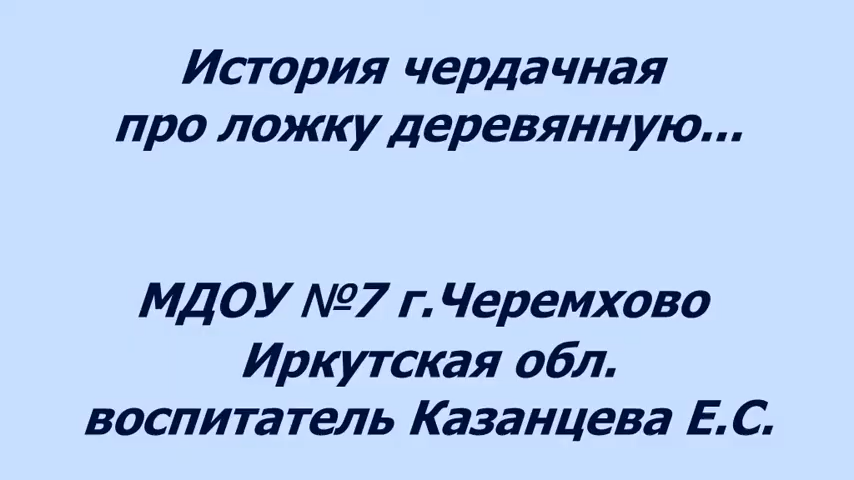 История чердачная
про ложку деревянную...
МДОУ №7 г.Черемхово
Иркутская обл.
воспитатель Казанцева Е.С.